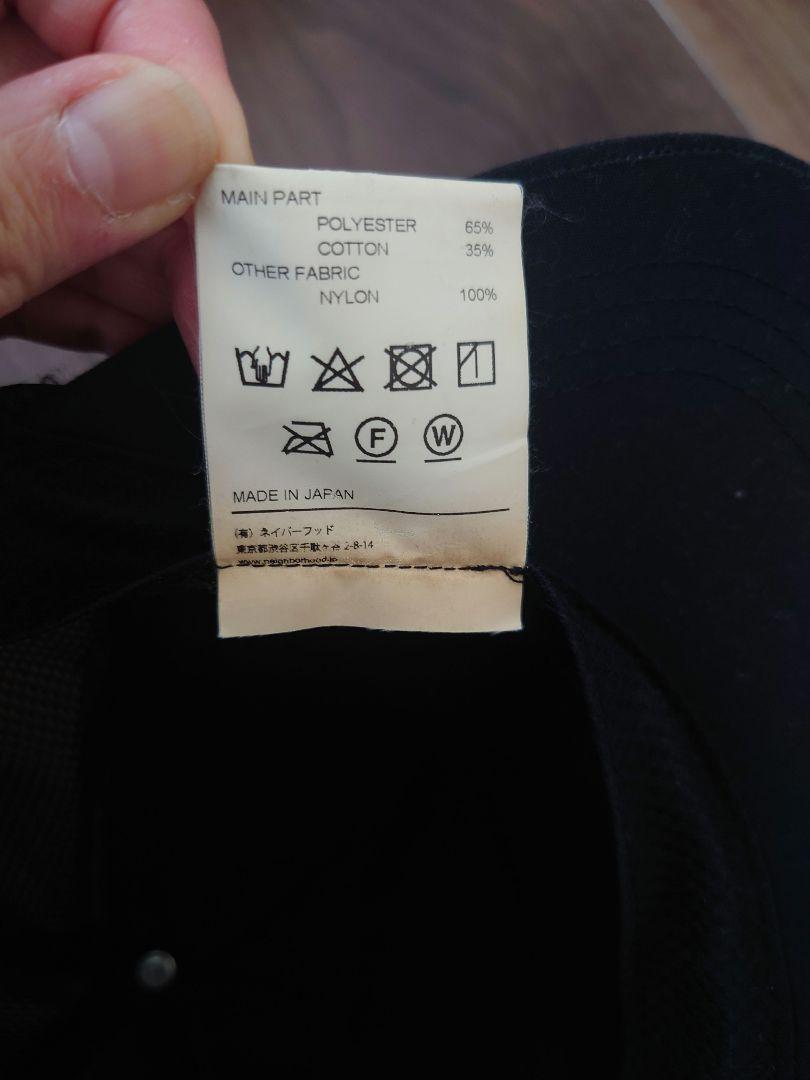 MAIN PART
POLYESTER 65%
COTTON 35%
OTHER FABRIC
NYLON 100%
F W
MADE IN JAPAN
(有) ネイバーフッド
東京都渋谷区千駄ヶ谷 2-8-14
www.neighborhood.jp